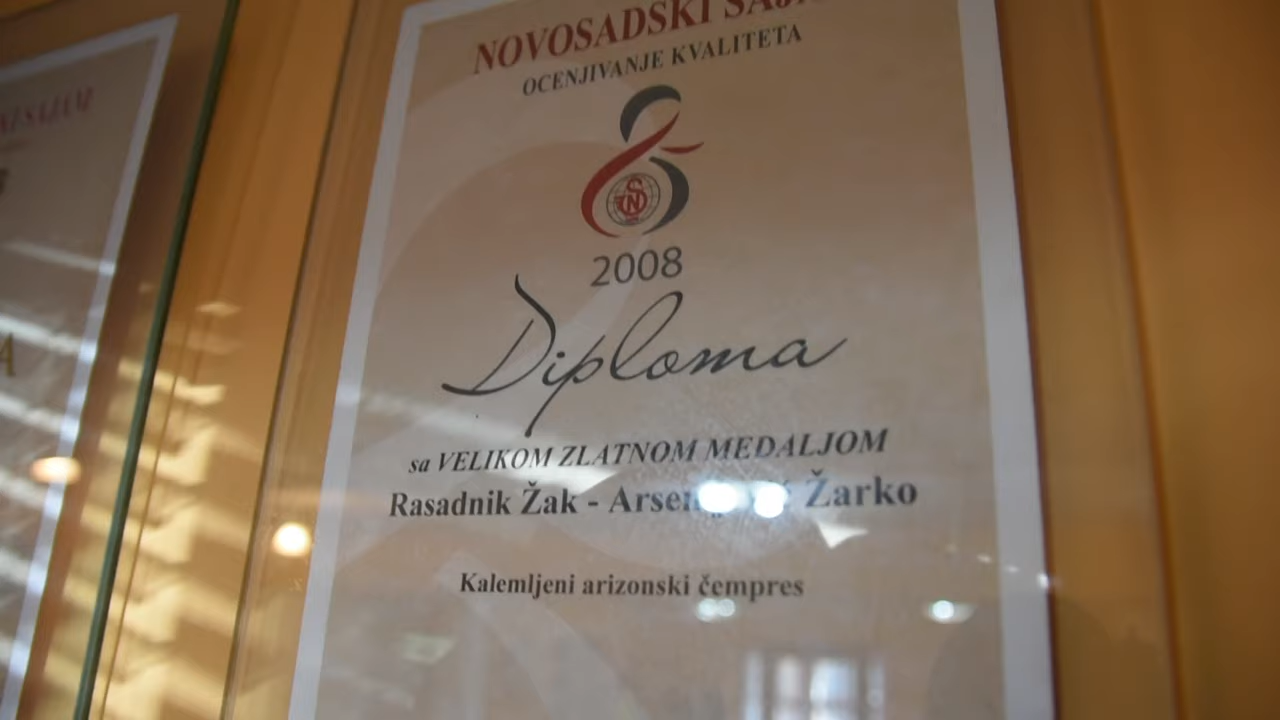 NOVOSADSKI
OCENJIVANJE KVALITETA
2008
Diploma
sa VELIKOM ZLATNOM MEDALJOM
Rasadnik Žak - Žarko
Kalemljeni arizonski čempres